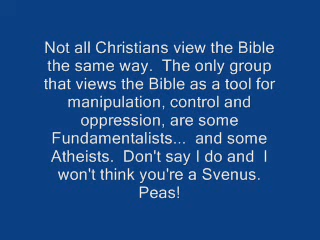 Not all Christians view the Bible
the same way.  The only group
that views the Bible as a tool for
manipulation, control and
oppression, are some
Fundamentalists...  and some
Atheists.  Don't say I do and  I
won't think you're a Svenus.
Peas!